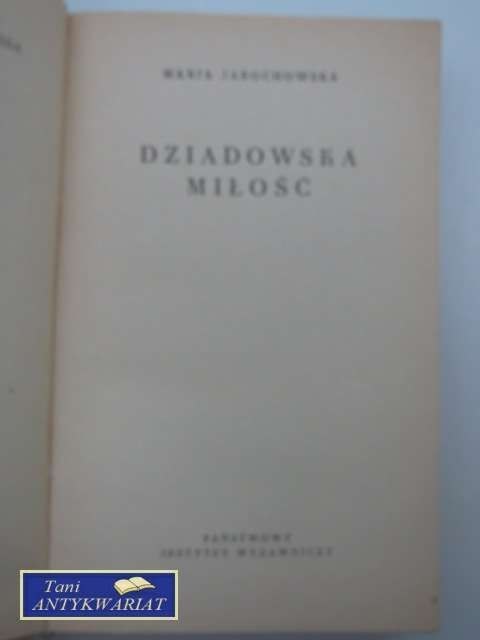 MARIA JAROCHOWSKA
DZIADOWSKA
MIŁOŚĆ
PAŃSTWOWY
INSTYTUT WYDAWNICZY
Tani
ANTYKWARIAT